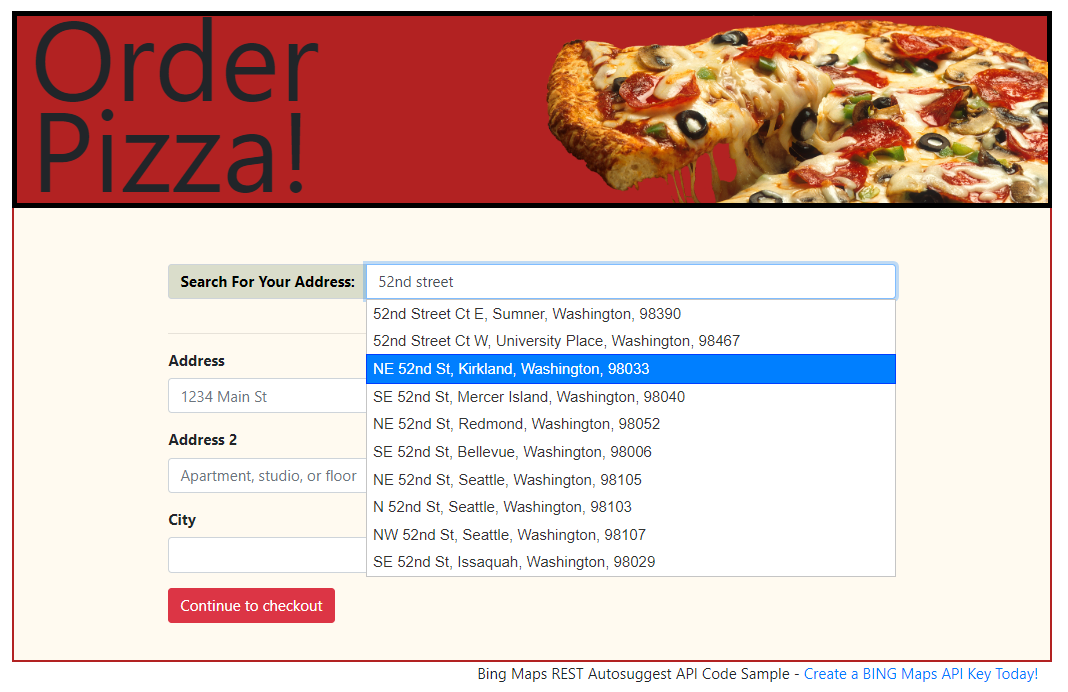 Order
Pizza!
Search For Your Address: 52nd street
52nd Street Ct E, Sumner, Washington, 98390
52nd Street Ct W, University Place, Washington, 98467
NE 52nd St, Kirkland, Washington, 98033
SE 52nd St, Mercer Island, Washington, 98040
NE 52nd St, Redmond, Washington, 98052
SE 52nd St, Bellevue, Washington, 98006
NE 52nd St, Seattle, Washington, 98105
N 52nd St, Seattle, Washington, 98103
NW 52nd St, Seattle, Washington, 98107
SE 52nd St, Issaquah, Washington, 98029
Address
1234 Main St
Address 2
Apartment, studio, or floor
City
Continue to checkout
Bing Maps REST Autosuggest API Code Sample - Create a BING Maps API Key Today!